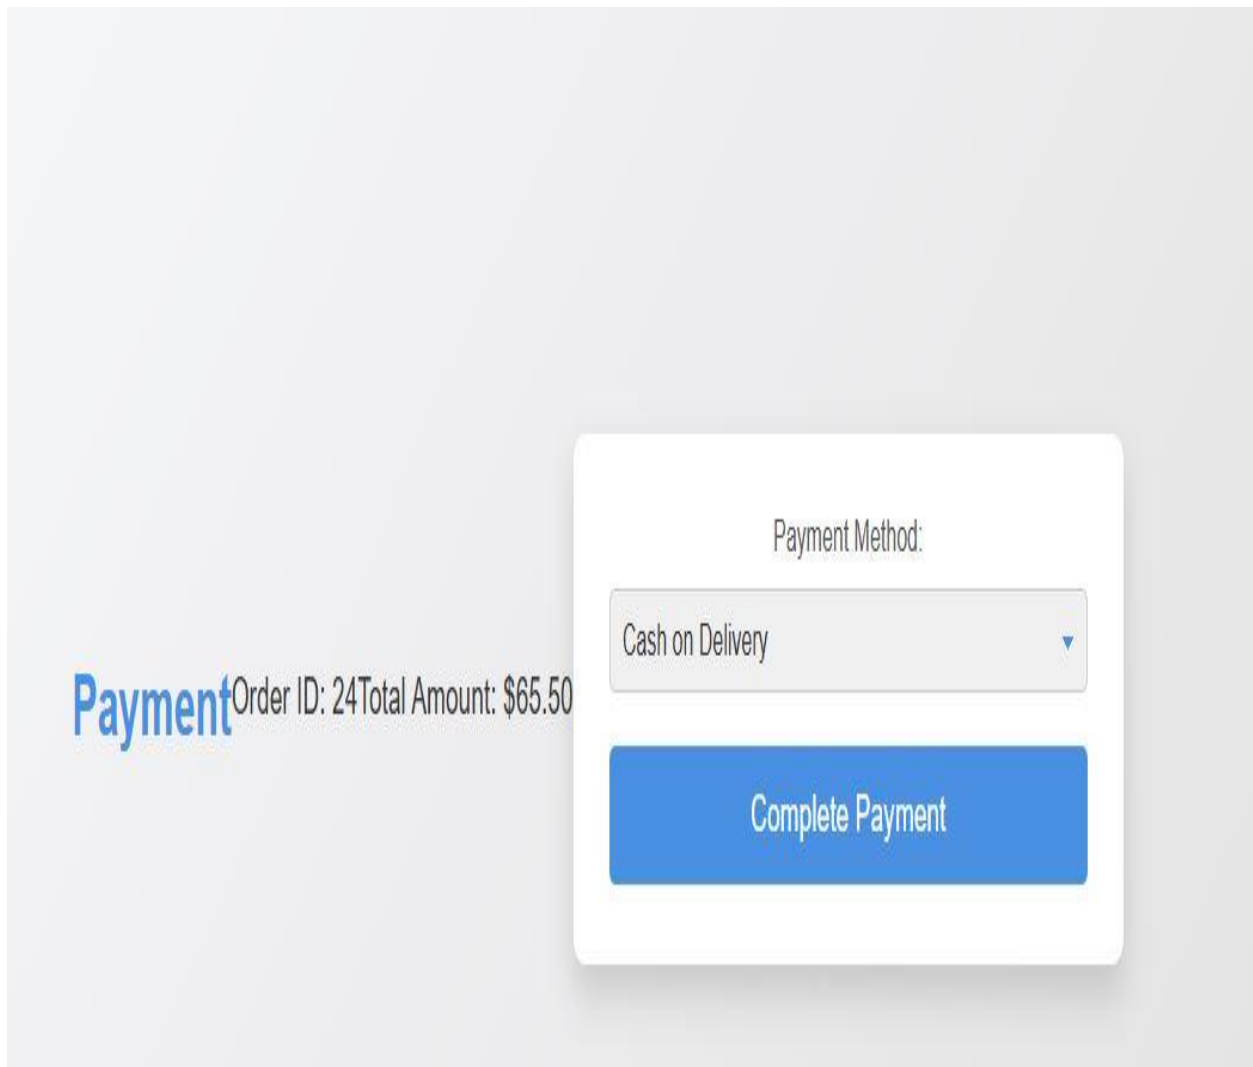 Payment
Order ID: 24
Total Amount: $65.50
Payment Method:
Cash on Delivery
Complete Payment